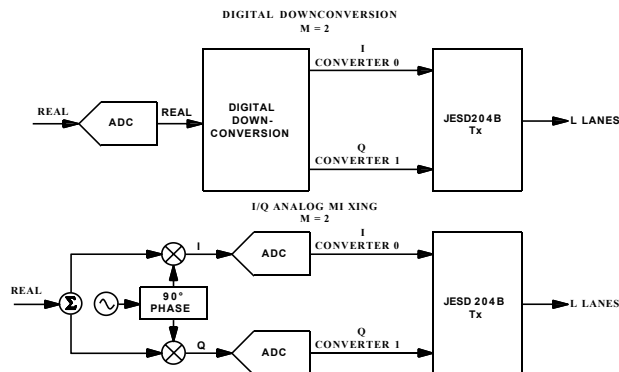 DIGITAL DOWNCONVERSION
M = 2
I
CONVERTER 0
REAL
ADC
REAL
DIGITAL
DOWN-
CONVERSION
JESD204B
Tx
L LANES
Q
CONVERTER 1
I/Q ANALOG MI XING
M = 2
I
CONVERTER 0
I
ADC
REAL
Σ
90°
PHASE
JESD 204B
Tx
L LANES
Q
ADC
Q
CONVERTER 1